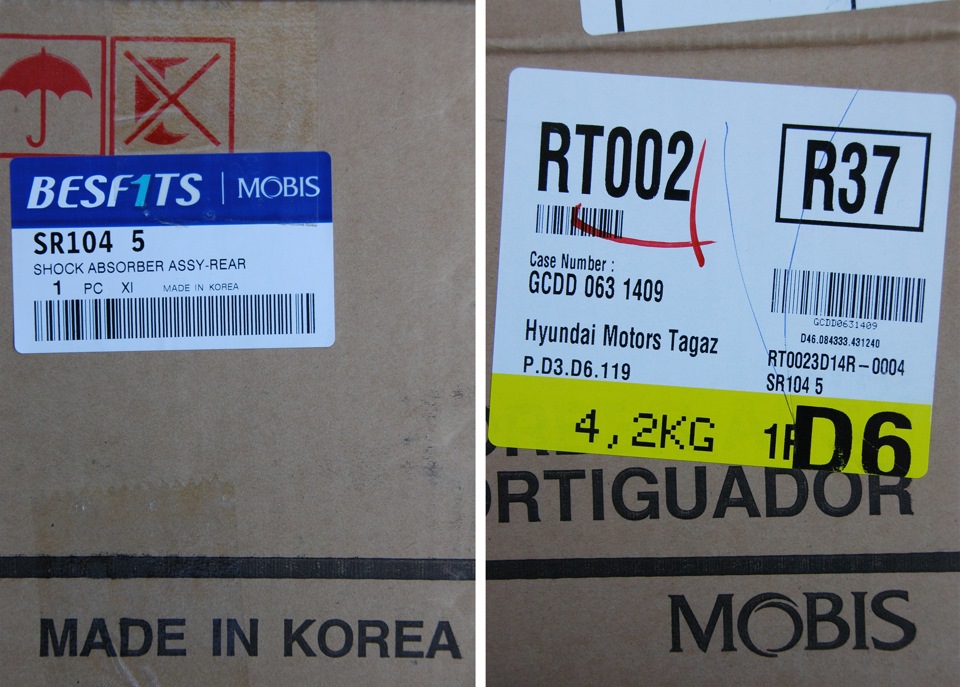 BESF1TS MOBIS
SR104 5
SHOCK ABSORBER ASSY-REAR
1 PC XI MADE IN KOREA
MADE IN KOREA
RT002
R37
Case Number :
GCDD 063 1409
GCDD0631409
D46.084333.431240
Hyundai Motors Tagaz
RT0023D14R-0004
P.D3.D6.119
SR104 5
4,2KG 1P D6
ORTIGUADOR
MOBIS